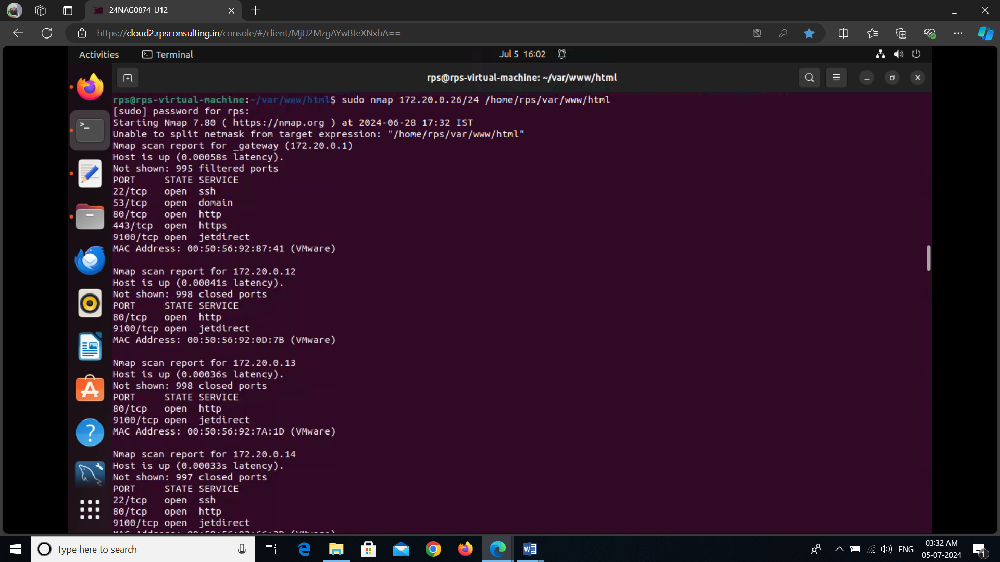 24NAG0874_U12
https://cloud2.rpsconsulting.in/console/#/client/MjU2MzgAYwBteXNxbA==
Activities
Terminal
Jul 5 16:02
rps@rps-virtual-machine: ~/var/www/html
rps@rps-virtual-machine:~/var/www/html$ sudo nmap 172.20.0.26/24 /home/rps/var/www/html
[sudo] password for rps:
Starting Nmap 7.80 ( https://nmap.org ) at 2024-06-28 17:32 IST
Unable to split netmask from target expression: "/home/rps/var/www/html"
Nmap scan report for _gateway (172.20.0.1)
Host is up (0.00058s latency).
Not shown: 995 filtered ports
PORT     STATE SERVICE
22/tcp   open  ssh
53/tcp   open  domain
80/tcp   open  http
443/tcp  open  https
9100/tcp open  jetdirect
MAC Address: 00:50:56:92:87:41 (VMware)
Nmap scan report for 172.20.0.12
Host is up (0.00041s latency).
Not shown: 998 closed ports
PORT     STATE SERVICE
80/tcp   open  http
9100/tcp open  jetdirect
MAC Address: 00:50:56:92:0D:7B (VMware)
Nmap scan report for 172.20.0.13
Host is up (0.00036s latency).
Not shown: 998 closed ports
PORT     STATE SERVICE
80/tcp   open  http
9100/tcp open  jetdirect
MAC Address: 00:50:56:92:7A:1D (VMware)
Nmap scan report for 172.20.0.14
Host is up (0.00033s latency).
Not shown: 997 closed ports
PORT     STATE SERVICE
22/tcp   open  ssh
80/tcp   open  http
9100/tcp open  jetdirect
Type here to search
ENG
03:32 AM
05-07-2024
1